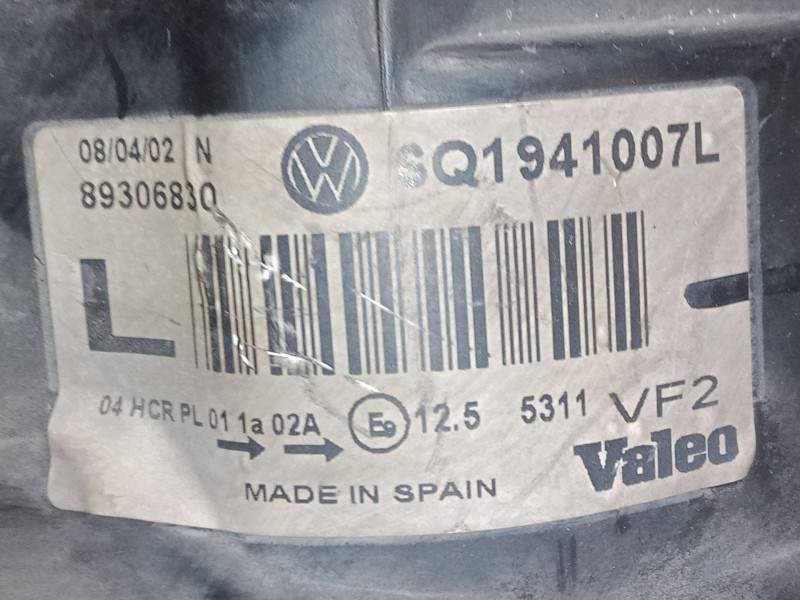 08/04/02 N
89306830
VW 6Q1941007L
L
04 HCR PL 01 1a 02A E9 12.5 5311 VF2
Valeo
MADE IN SPAIN